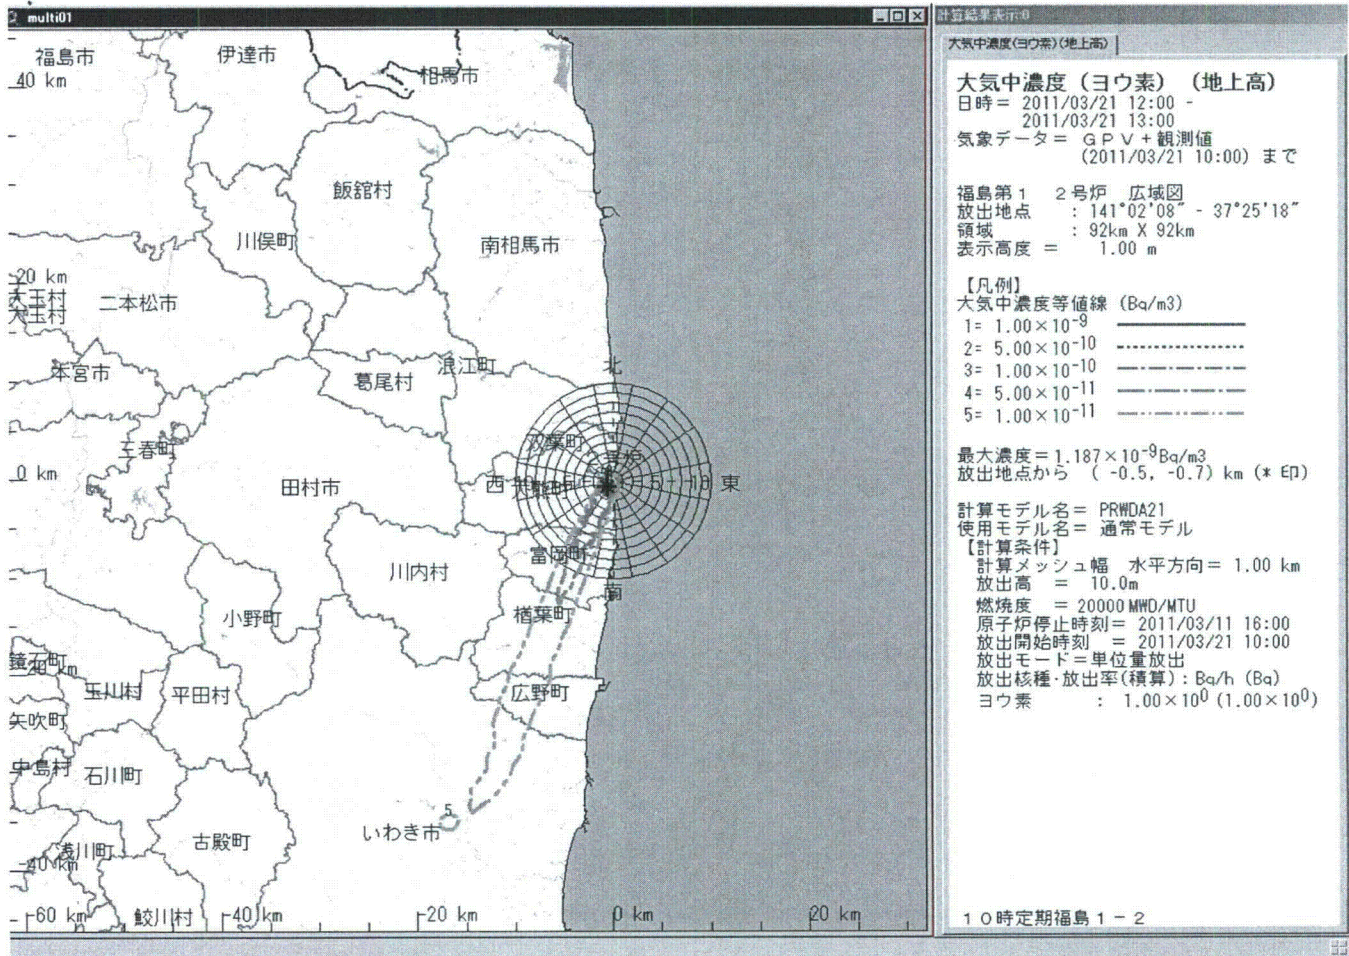 multi01
福島市
伊達市
相馬市
40 km
飯舘村
川俣町
南相馬市
20 km
大玉村
大玉村
二本松市
本宮市
浪江町
葛尾村
北
三春町
双葉町
0 km
田村市
西
東
富岡町
川内村
南
楢葉町
小野町
鏡石町
-20 km
玉川村
平田村
広野町
矢吹町
中島村
石川町
5
いわき市
古殿町
浅川町
-40 km
鮫川村
-60 km
-40 km
-20 km
0 km
20 km
計算結果表示:0
大気中濃度(ヨウ素)(地上高)
大気中濃度(ヨウ素) (地上高)
日時= 2011/03/21 12:00 -
2011/03/21 13:00
気象データ= GPV+観測値
(2011/03/21 10:00) まで
福島第1 2号炉 広域図
放出地点 : 141°02'08" - 37°25'18"
領域 : 92km X 92km
表示高度 = 1.00 m
【凡例】
大気中濃度等値線 (Bq/m3)
1= 1.00×10⁻⁹
2= 5.00×10⁻¹⁰
3= 1.00×10⁻¹⁰
4= 5.00×10⁻¹¹
5= 1.00×10⁻¹¹
最大濃度=1.187×10⁻⁹Bq/m3
放出地点から ( -0.5, -0.7) km (* 印)
計算モデル名= PRWDA21
使用モデル名= 通常モデル
【計算条件】
計算メッシュ幅 水平方向= 1.00 km
放出高 = 10.0m
燃焼度 = 20000MWD/MTU
原子炉停止時刻= 2011/03/11 16:00
放出開始時刻 = 2011/03/21 10:00
放出モード=単位量放出
放出核種・放出率(積算):Bq/h (Bq)
ヨウ素 : 1.00×10⁰ (1.00×10⁰)
10時定期福島1-2